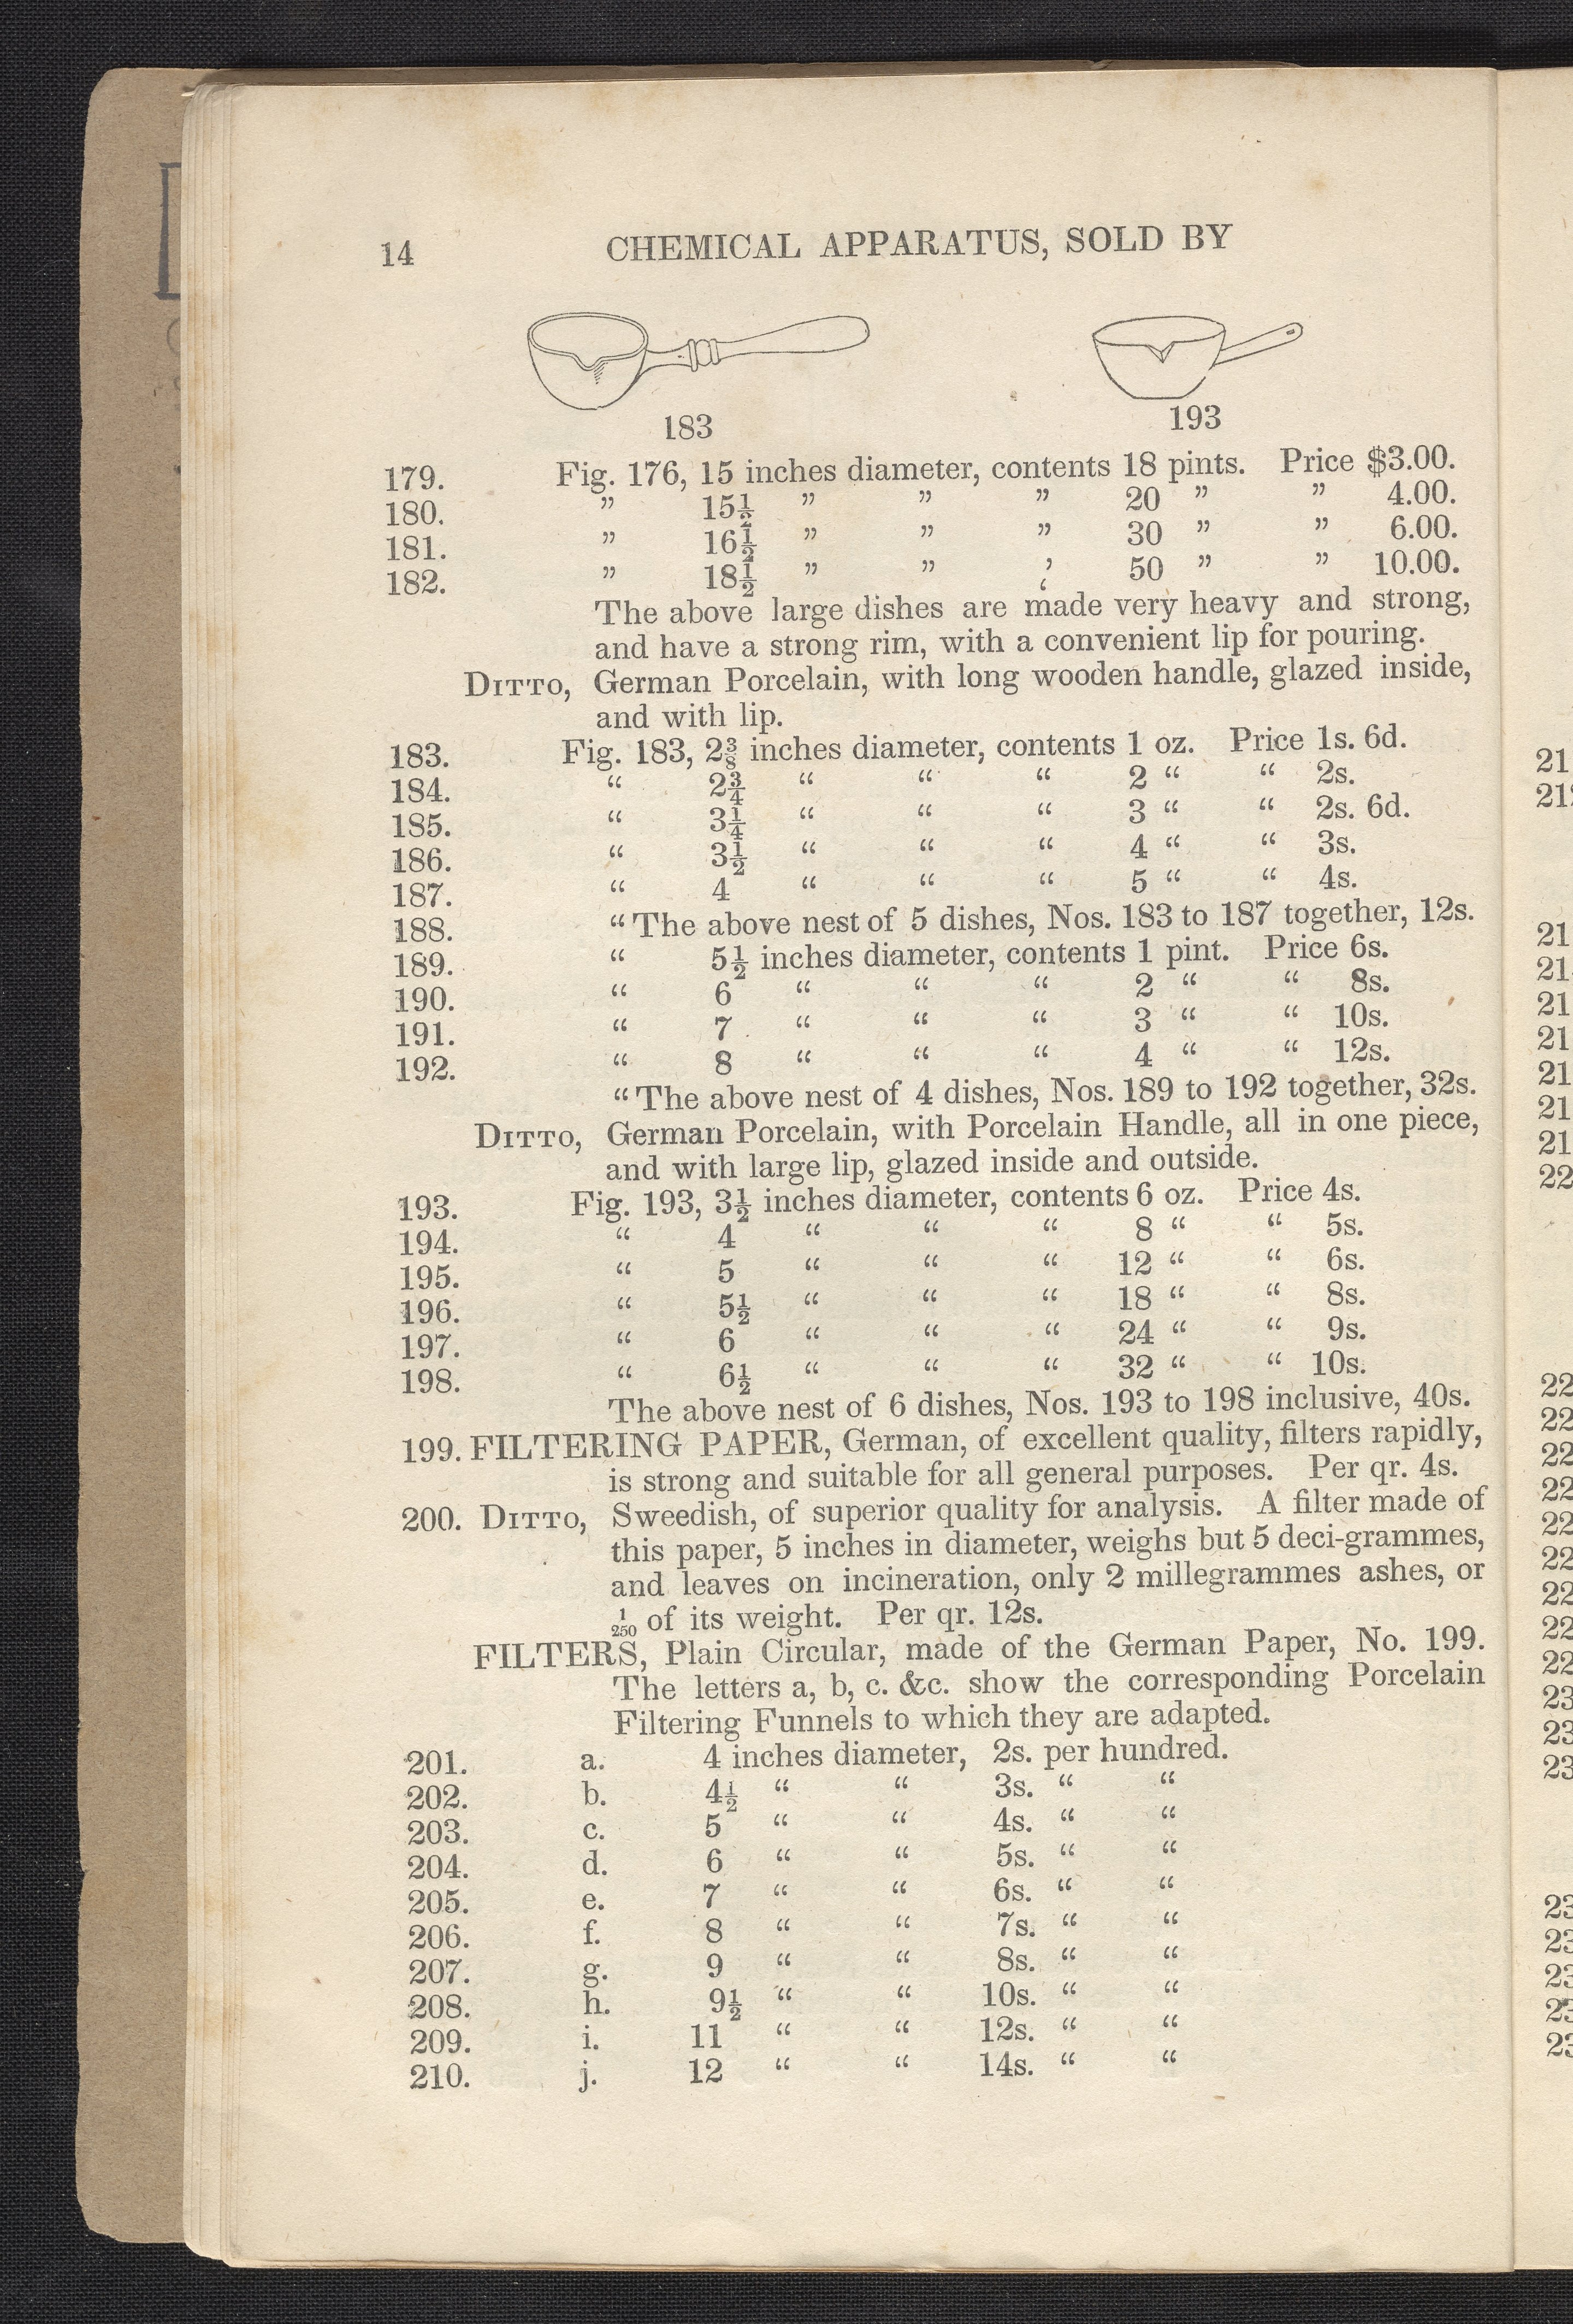 14 CHEMICAL APPARATUS, SOLD BY
183 193
179. Fig. 176, 15 inches diameter, contents 18 pints. Price $3.00.
180. ” 15½ ” ” ” 20 ” ” 4.00.
181. ” 16½ ” ” ” 30 ” ” 6.00.
182. ” 18½ ” ” ’ 50 ” ” 10.00.
The above large dishes are made very heavy and strong,
and have a strong rim, with a convenient lip for pouring.
DITTO, German Porcelain, with long wooden handle, glazed inside,
and with lip.
183. Fig. 183, 2⅜ inches diameter, contents 1 oz. Price 1s. 6d.
184. “ 2¾ “ “ “ 2 “ “ 2s.
185. “ 3¼ “ “ “ 3 “ “ 2s. 6d.
186. “ 3½ “ “ “ 4 “ “ 3s.
187. “ 4 “ “ “ 5 “ “ 4s.
188. “ The above nest of 5 dishes, Nos. 183 to 187 together, 12s.
189. “ 5½ inches diameter, contents 1 pint. Price 6s.
190. “ 6 “ “ “ 2 “ “ 8s.
191. “ 7 “ “ “ 3 “ “ 10s.
192. “ 8 “ “ “ 4 “ “ 12s.
“ The above nest of 4 dishes, Nos. 189 to 192 together, 32s.
DITTO, German Porcelain, with Porcelain Handle, all in one piece,
and with large lip, glazed inside and outside.
193. Fig. 193, 3½ inches diameter, contents 6 oz. Price 4s.
194. “ 4 “ “ “ 8 “ “ 5s.
195. “ 5 “ “ “ 12 “ “ 6s.
196. “ 5½ “ “ “ 18 “ “ 8s.
197. “ 6 “ “ “ 24 “ “ 9s.
198. “ 6½ “ “ “ 32 “ “ 10s.
The above nest of 6 dishes, Nos. 193 to 198 inclusive, 40s.
199. FILTERING PAPER, German, of excellent quality, filters rapidly,
is strong and suitable for all general purposes. Per qr. 4s.
200. DITTO, Sweedish, of superior quality for analysis. A filter made of
this paper, 5 inches in diameter, weighs but 5 deci-grammes,
and leaves on incineration, only 2 millegrammes ashes, or
1/250 of its weight. Per qr. 12s.
FILTERS, Plain Circular, made of the German Paper, No. 199.
The letters a, b, c. &c. show the corresponding Porcelain
Filtering Funnels to which they are adapted.
201. a. 4 inches diameter, 2s. per hundred.
202. b. 4½ “ “ 3s. “ “
203. c. 5 “ “ 4s. “ “
204. d. 6 “ “ 5s. “ “
205. e. 7 “ “ 6s. “ “
206. f. 8 “ “ 7s. “ “
207. g. 9 “ “ 8s. “ “
208. h. 9½ “ “ 10s. “ “
209. i. 11 “ “ 12s. “ “
210. j. 12 “ “ 14s. “ “